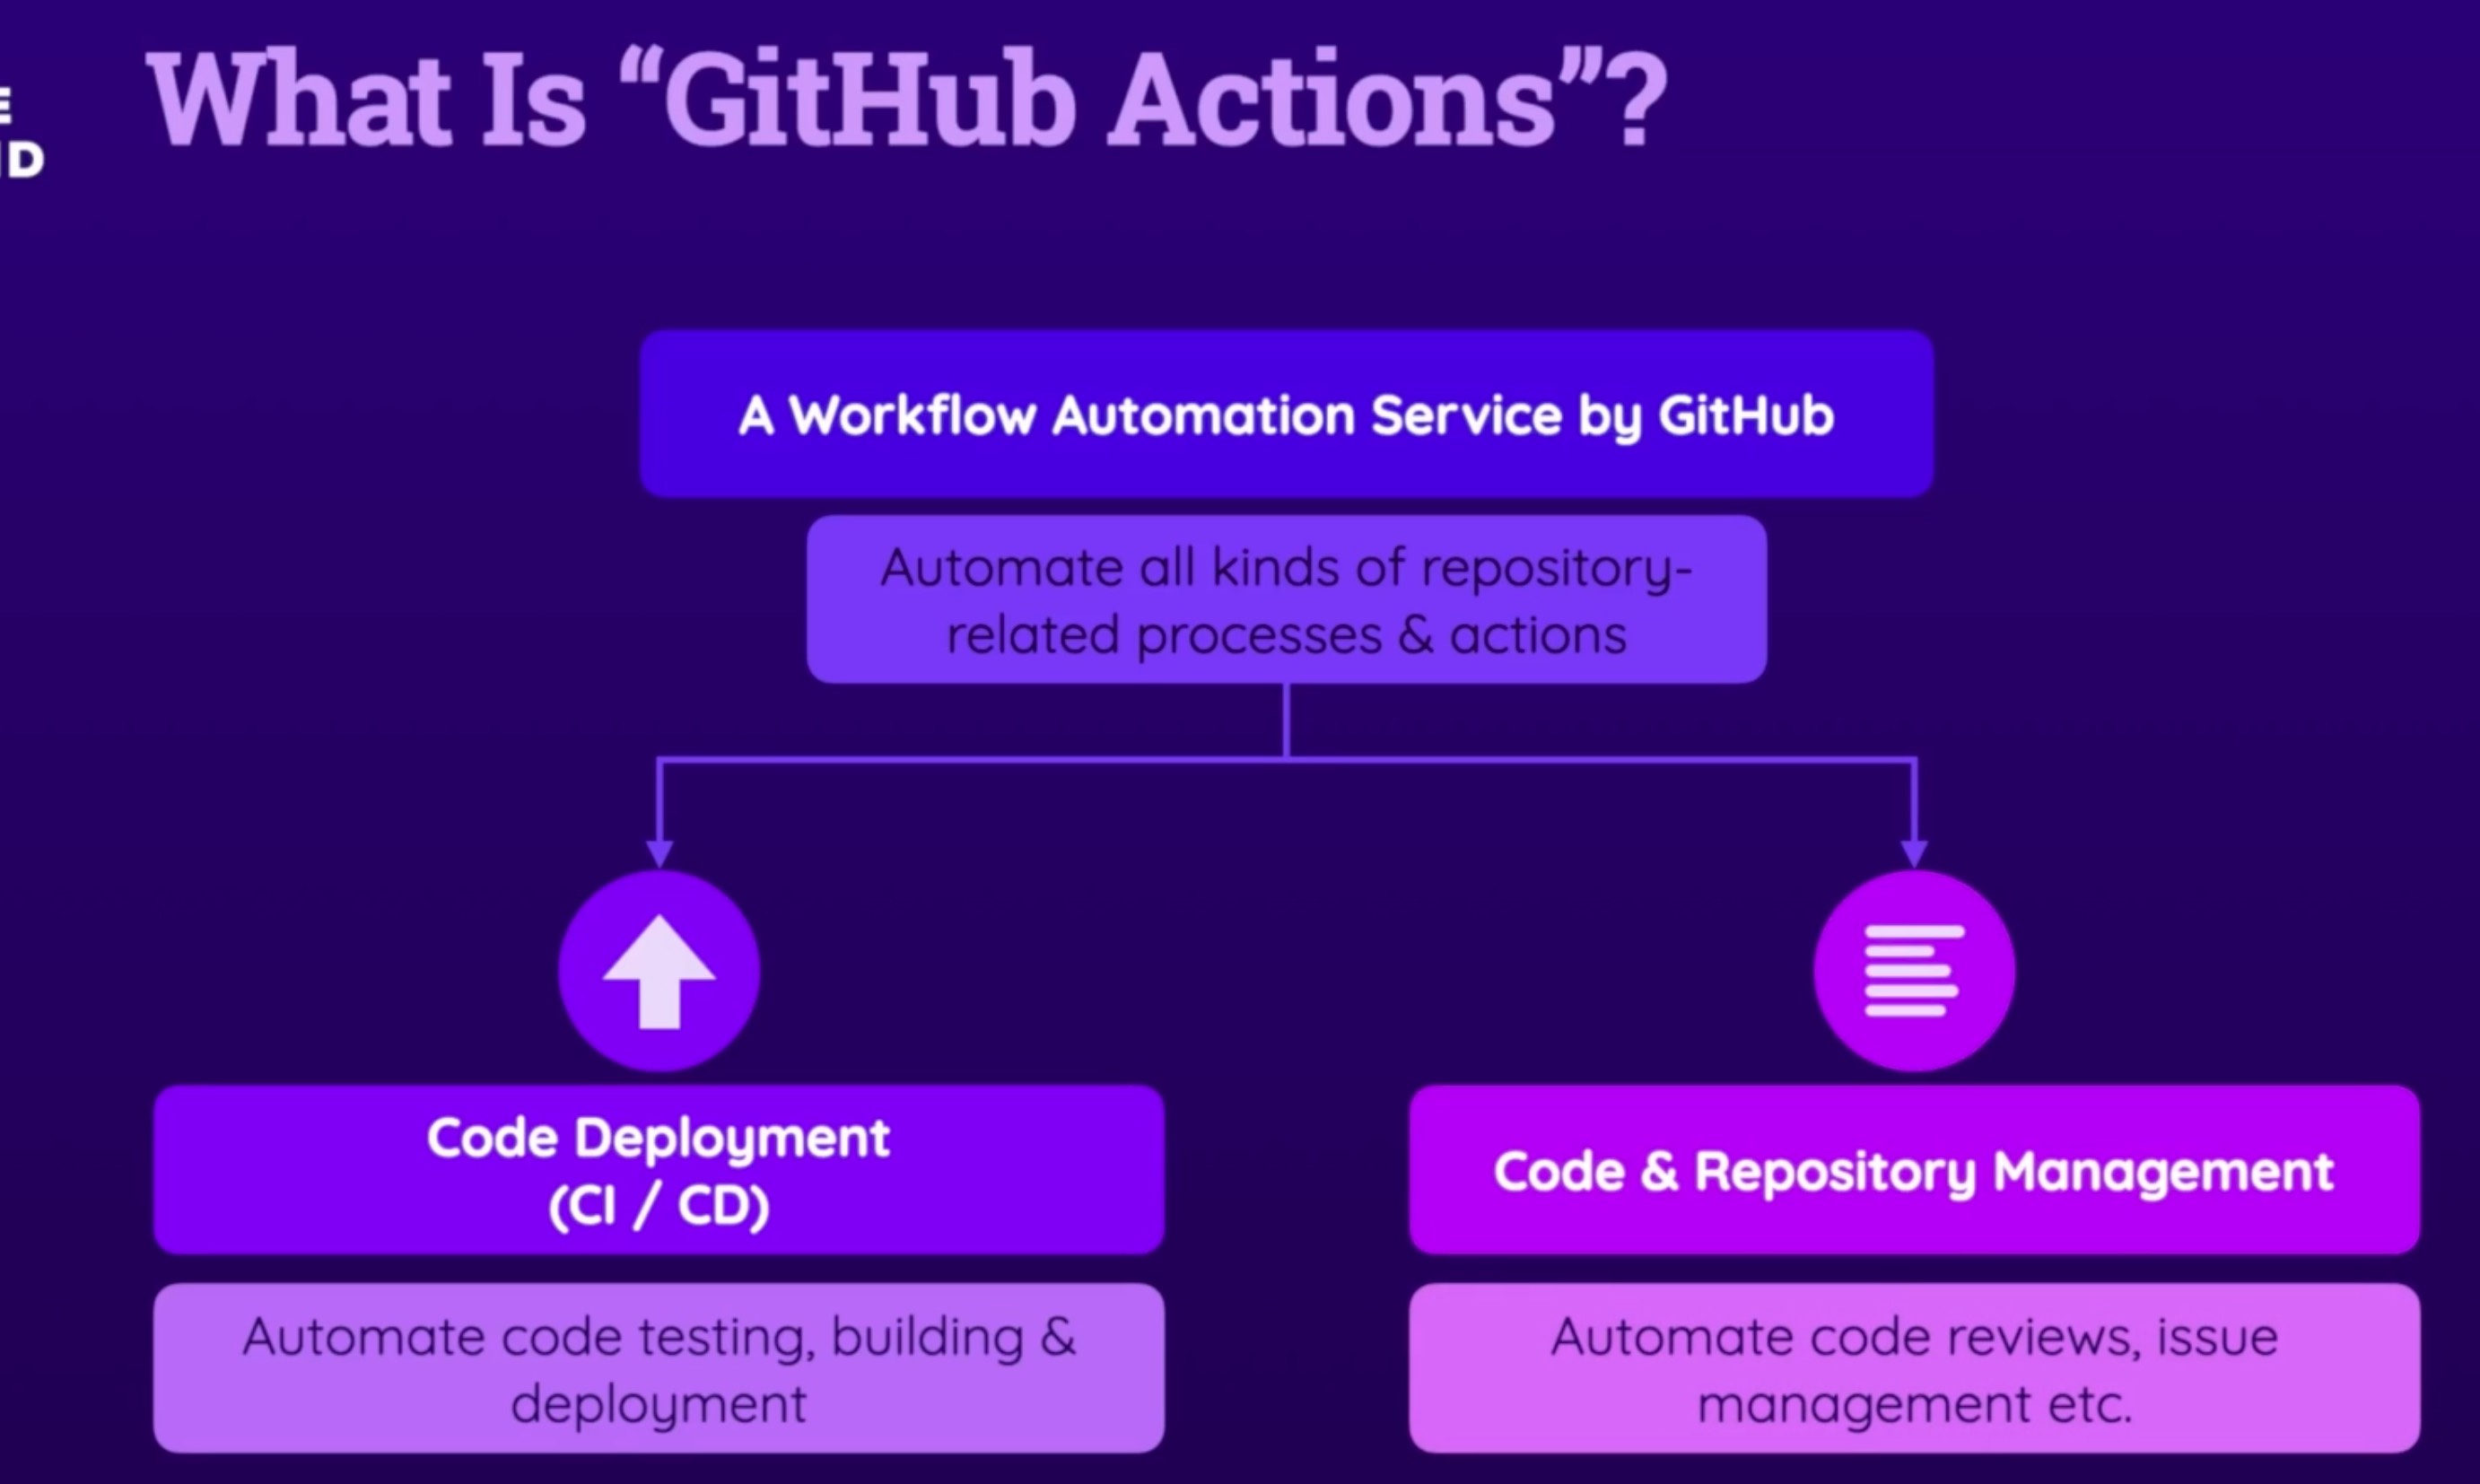 What Is “GitHub Actions”?
A Workflow Automation Service by GitHub
Automate all kinds of repository-
related processes & actions
Code Deployment
(CI / CD)
Automate code testing, building &
deployment
Code & Repository Management
Automate code reviews, issue
management etc.